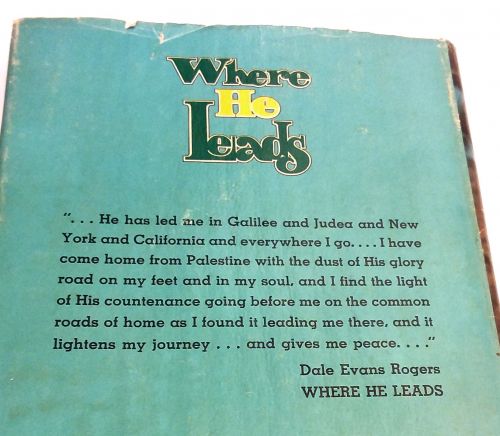 Where
He
Leads
“. . . He has led me in Galilee and Judea and New
York and California and everywhere I go. . . . I have
come home from Palestine with the dust of His glory
road on my feet and in my soul, and I find the light
of His countenance going before me on the common
roads of home as I found it leading me there, and it
lightens my journey . . . and gives me peace. . . .”
Dale Evans Rogers
WHERE HE LEADS